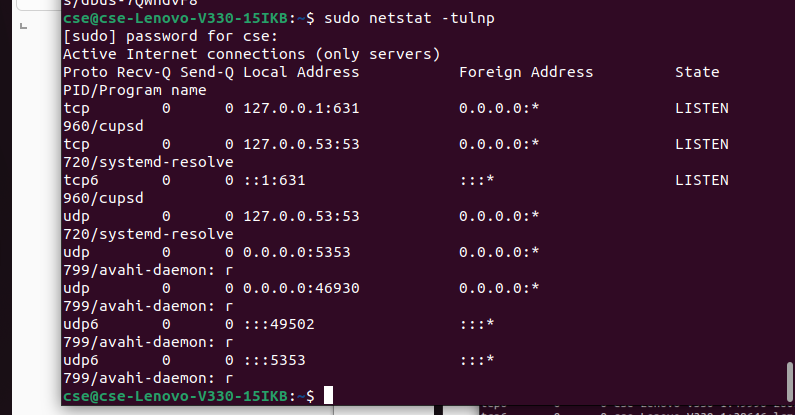 cse@cse-Lenovo-V330-15IKB:~$ sudo netstat -tulnp
[sudo] password for cse:
Active Internet connections (only servers)
Proto Recv-Q Send-Q Local Address           Foreign Address         State
PID/Program name
tcp        0      0 127.0.0.1:631           0.0.0.0:*               LISTEN
960/cupsd
tcp        0      0 127.0.0.53:53           0.0.0.0:*               LISTEN
720/systemd-resolve
tcp6       0      0 ::1:631                 :::*                    LISTEN
960/cupsd
udp        0      0 127.0.0.53:53           0.0.0.0:*
720/systemd-resolve
udp        0      0 0.0.0.0:5353            0.0.0.0:*
799/avahi-daemon: r
udp        0      0 0.0.0.0:46930           0.0.0.0:*
799/avahi-daemon: r
udp6       0      0 :::49502                :::*
799/avahi-daemon: r
udp6       0      0 :::5353                 :::*
799/avahi-daemon: r
cse@cse-Lenovo-V330-15IKB:~$